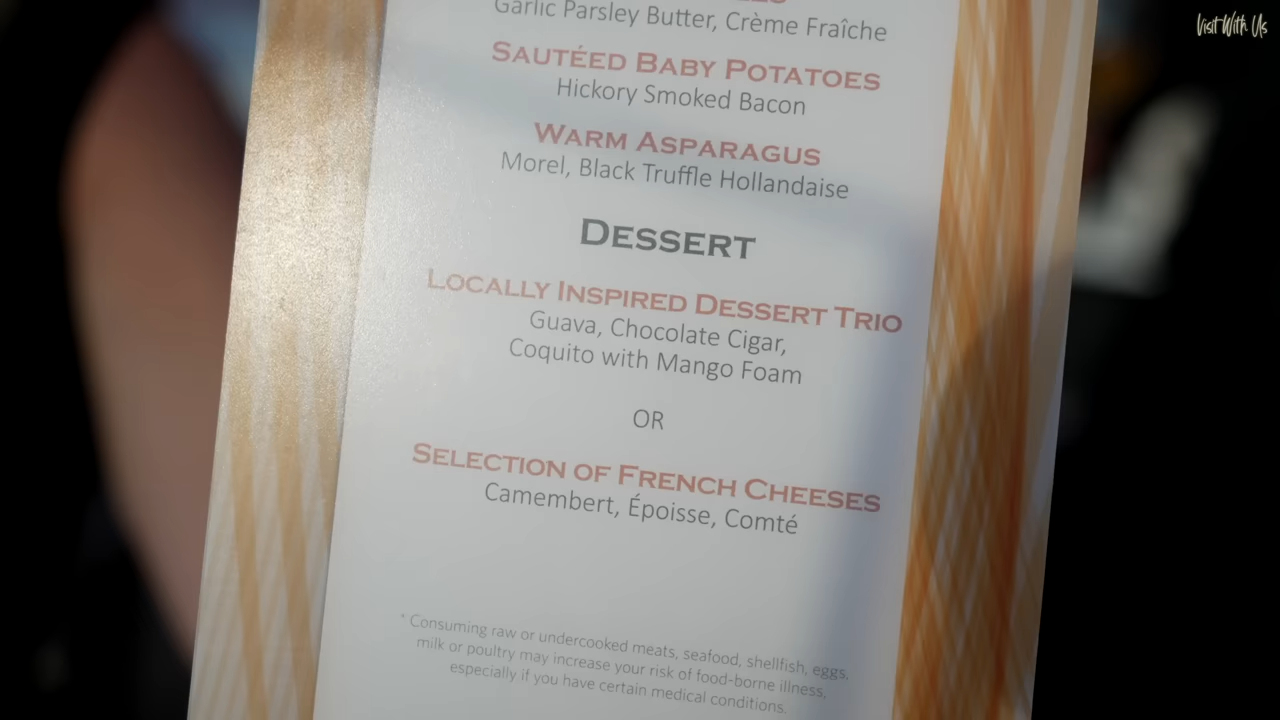 Visit With Us
Garlic Parsley Butter, Crème Fraîche
SAUTÉED BABY POTATOES
Hickory Smoked Bacon
WARM ASPARAGUS
Morel, Black Truffle Hollandaise
DESSERT
LOCALLY INSPIRED DESSERT TRIO
Guava, Chocolate Cigar,
Coquito with Mango Foam
OR
SELECTION OF FRENCH CHEESES
Camembert, Époisse, Comté
* Consuming raw or undercooked meats, seafood, shellfish, eggs,
milk or poultry may increase your risk of food-borne illness,
especially if you have certain medical conditions.